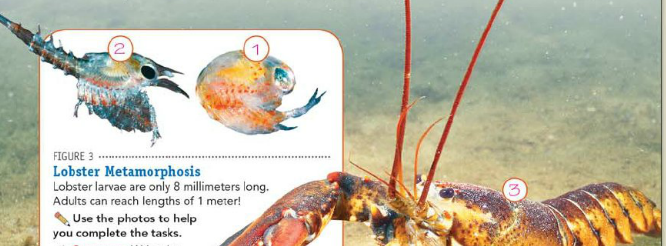 2
1
FIGURE 3
Lobster Metamorphosis
Lobster larvae are only 8 millimeters long.
Adults can reach lengths of 1 meter!
Use the photos to help
you complete the tasks.
3